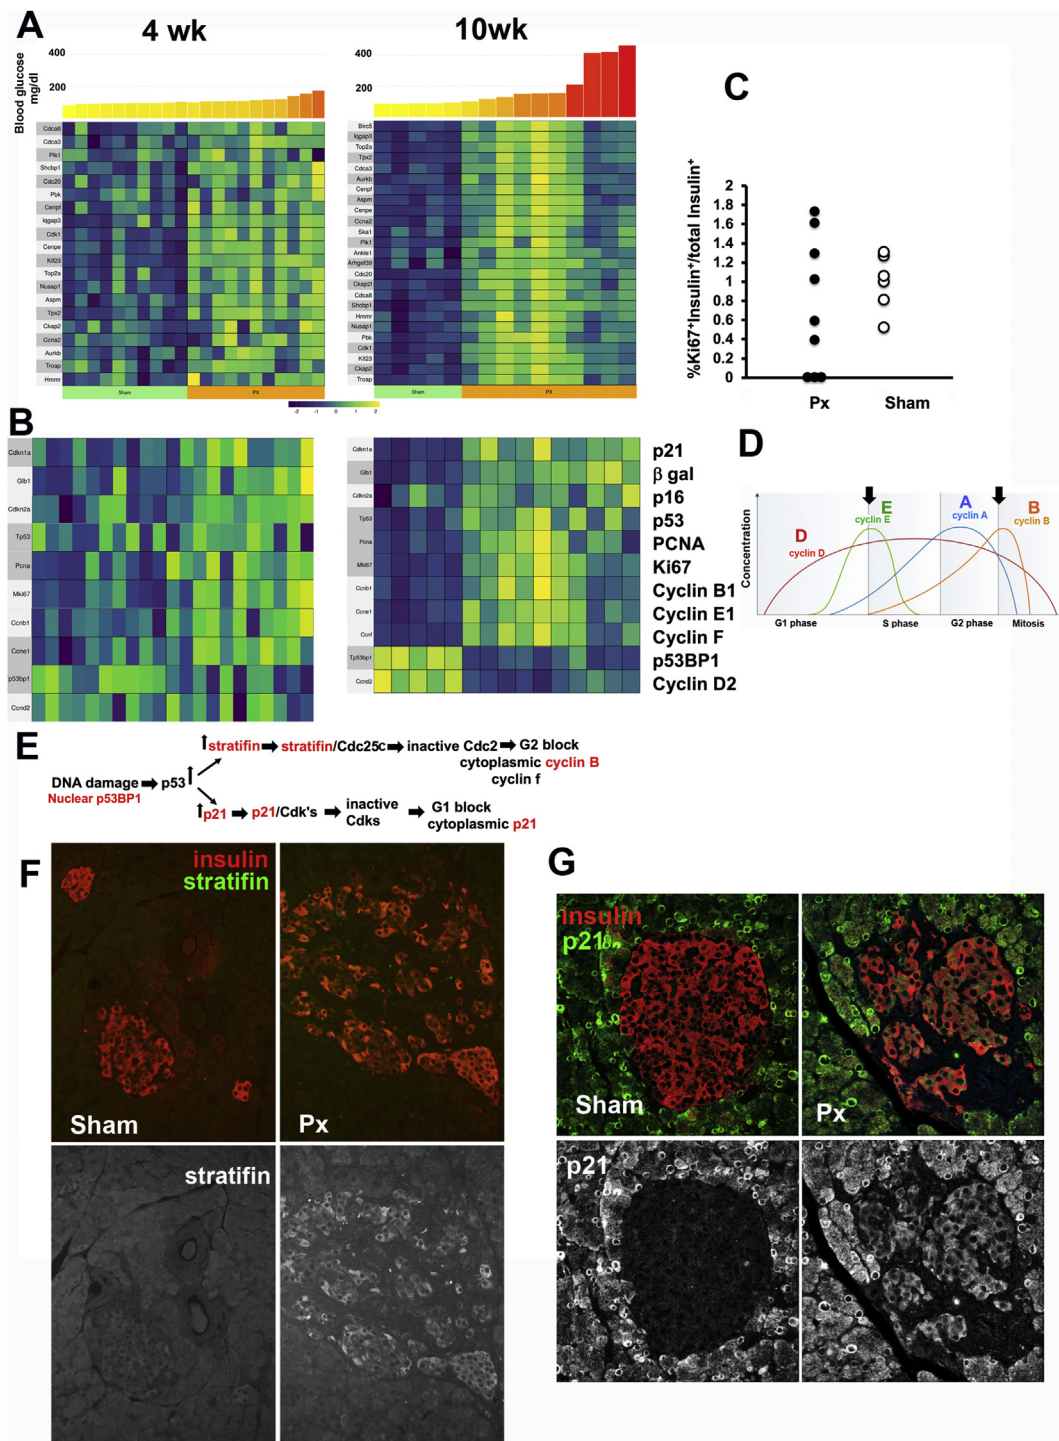 A
4 wk
10wk
Blood glucose
mg/dl
400
200
400
200
Cdca8
Cdca3
Plk1
Shcbp1
Cdc20
Pbk
Cenpf
Iqgap3
Cdk1
Cenpe
Kif23
Top2a
Nusap1
Aspm
Tpx2
Ckap2
Ccna2
Aurkb
Troap
Hmmr
Sham
PX
Birc5
Iqgap3
Top2a
Tpx2
Cdca3
Aurkb
Cenpf
Aspm
Cenpe
Ccna2
Ska1
Plk1
Ankle1
Arhgef39
Cdc20
Ckap2l
Cdca8
Shcbp1
Hmmr
Nusap1
Pbk
Cdk1
Kif23
Ckap2
Troap
Sham
PX
-2 -1 0 1 2
C
%Ki67+Insulin+/total Insulin+
2
1.8
1.6
1.4
1.2
1
0.8
0.6
0.4
0.2
0
Px
Sham
B
Cdkn1a
Glb1
Cdkn2a
Tp53
Pcna
Mki67
Ccnb1
Ccne1
p53bp1
Ccnd2
Cdkn1a
Glb1
Cdkn2a
Tp53
Pcna
Mki67
Ccnb1
Ccne1
Ccnf
Tp53bp1
Ccnd2
p21
β gal
p16
p53
PCNA
Ki67
Cyclin B1
Cyclin E1
Cyclin F
p53BP1
Cyclin D2
D
Concentration
D
cyclin D
E
cyclin E
A
cyclin A
B
cyclin B
G1 phase
S phase
G2 phase
Mitosis
E
DNA damage
Nuclear p53BP1
p53
stratifin
stratifin/Cdc25c
inactive Cdc2
G2 block
cytoplasmic cyclin B
cyclin f
p21
p21/Cdk's
inactive
Cdks
G1 block
cytoplasmic p21
F
insulin
stratifin
Sham
Px
stratifin
G
insulin
p21
Sham
Px
p21